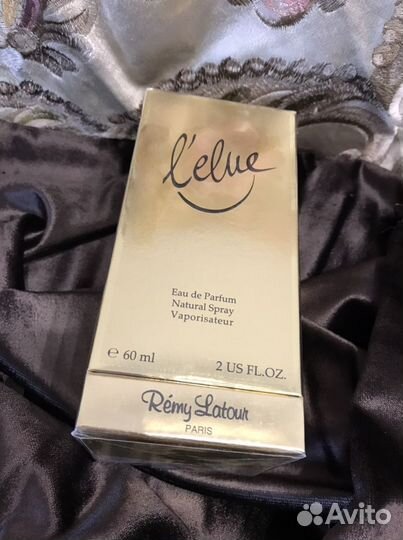 l'elue
Eau de Parfum
Natural Spray
Vaporisateur
℮ 60 ml 2 US FL.OZ.
Rémy Latour
PARIS
Avito